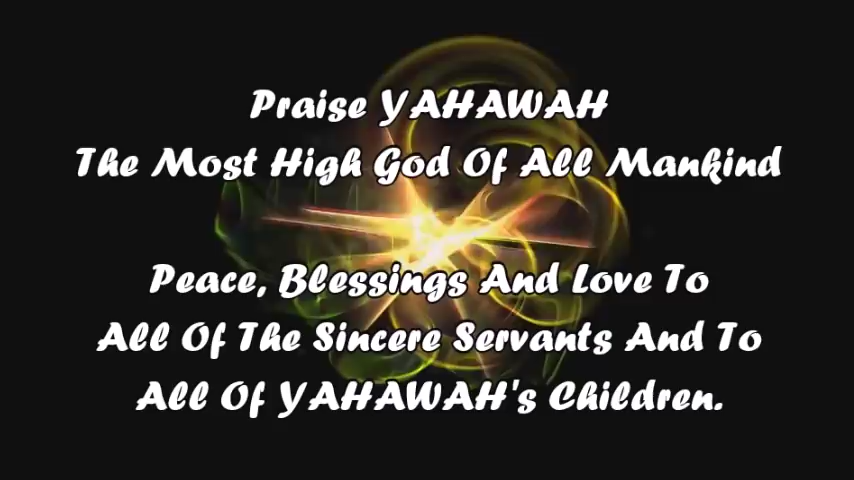 Praise YAHAWAH
The Most High God Of All Mankind
Peace, Blessings And Love To
All Of The Sincere Servants And To
All Of YAHAWAH's Children.